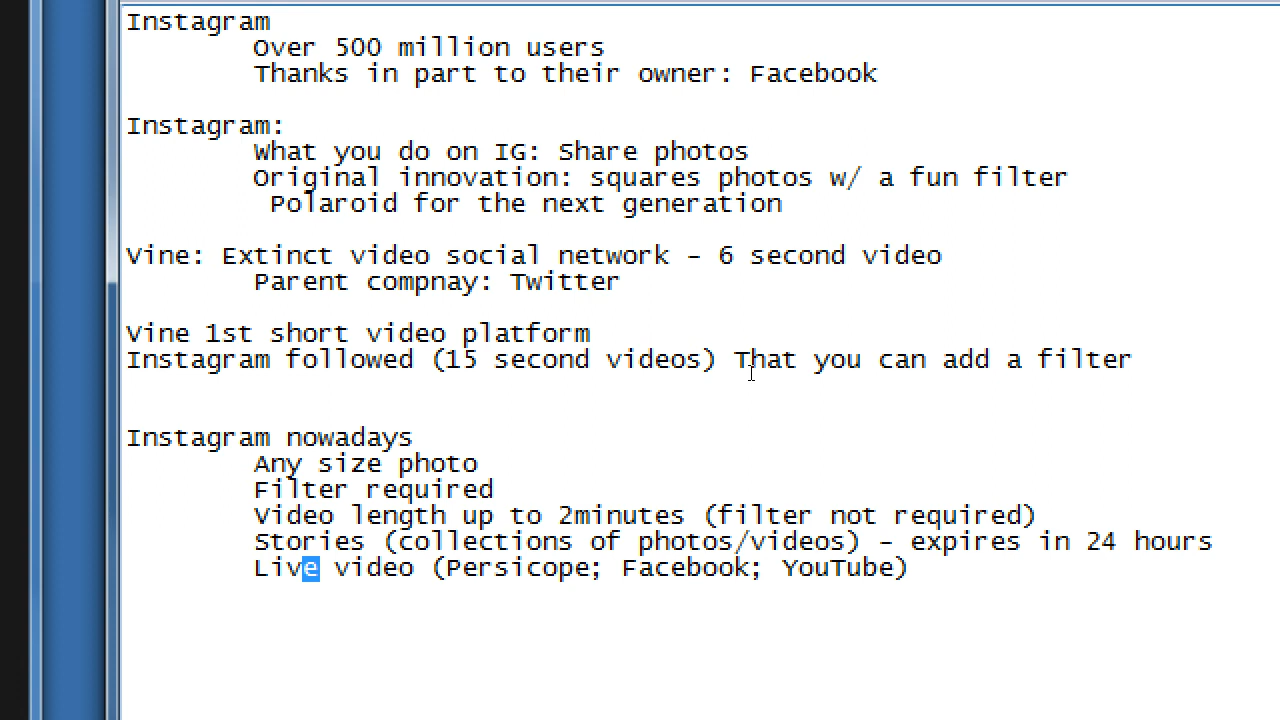 Instagram
Over 500 million users
Thanks in part to their owner: Facebook
Instagram:
What you do on IG: Share photos
Original innovation: squares photos w/ a fun filter
Polaroid for the next generation
Vine: Extinct video social network – 6 second video
Parent compnay: Twitter
Vine 1st short video platform
Instagram followed (15 second videos) That you can add a filter
Instagram nowadays
Any size photo
Filter required
Video length up to 2minutes (filter not required)
Stories (collections of photos/videos) – expires in 24 hours
Live video (Persicope; Facebook; YouTube)